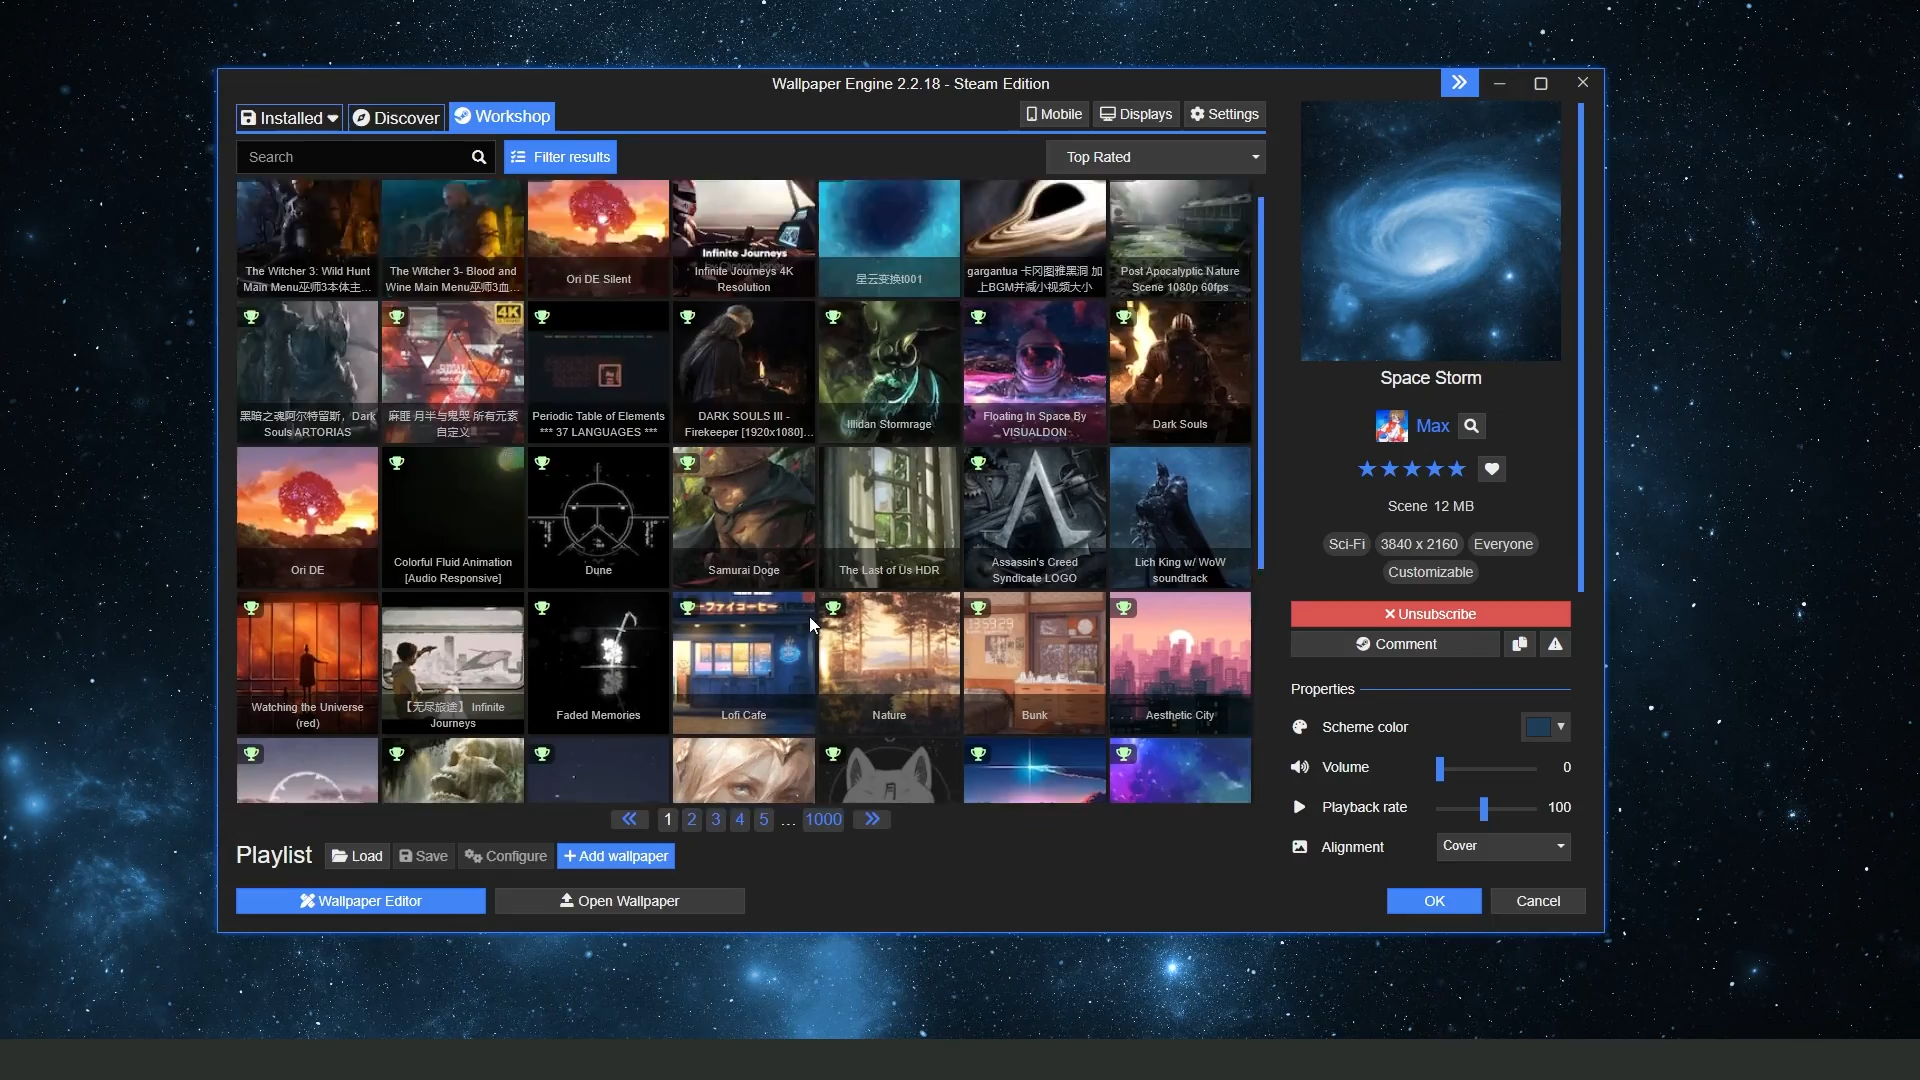 Wallpaper Engine 2.2.18 - Steam Edition
Installed
Discover
Workshop
Mobile
Displays
Settings
Search
Filter results
Top Rated
The Witcher 3: Wild Hunt
Main Menu巫师3本体主...
The Witcher 3- Blood and
Wine Main Menu巫师3血...
Ori DE Silent
Infinite Journeys
Infinite Journeys 4K
Resolution
星云变换t001
gargantua 卡冈图雅黑洞 加
上BGM并减小视频大小
Post Apocalyptic Nature
Scene 1080p 60fps
黑暗之魂阿尔特留斯，Dark
Souls ARTORIAS
4K
麻匪 月半与鬼哭 所有元素
自定义
Periodic Table of Elements
*** 37 LANGUAGES ***
DARK SOULS III -
Firekeeper [1920x1080]...
Illidan Stormrage
Floating In Space By
VISUALDON
Dark Souls
Ori DE
Colorful Fluid Animation
[Audio Responsive]
Dune
Samurai Doge
The Last of Us HDR
Assassin's Creed
Syndicate LOGO
Lich King w/ WoW
soundtrack
Watching the Universe
(red)
【无尽旅途】 Infinite
Journeys
Faded Memories
ーファイコーヒー
Lofi Cafe
Nature
13:59:29
Bunk
Aesthetic City
1 2 3 4 5 ... 1000
Playlist
Load
Save
Configure
Add wallpaper
Wallpaper Editor
Open Wallpaper
Space Storm
Max
Scene 12 MB
Sci-Fi 3840 x 2160 Everyone
Customizable
Unsubscribe
Comment
Properties
Scheme color
Volume 0
Playback rate 100
Alignment Cover
OK
Cancel